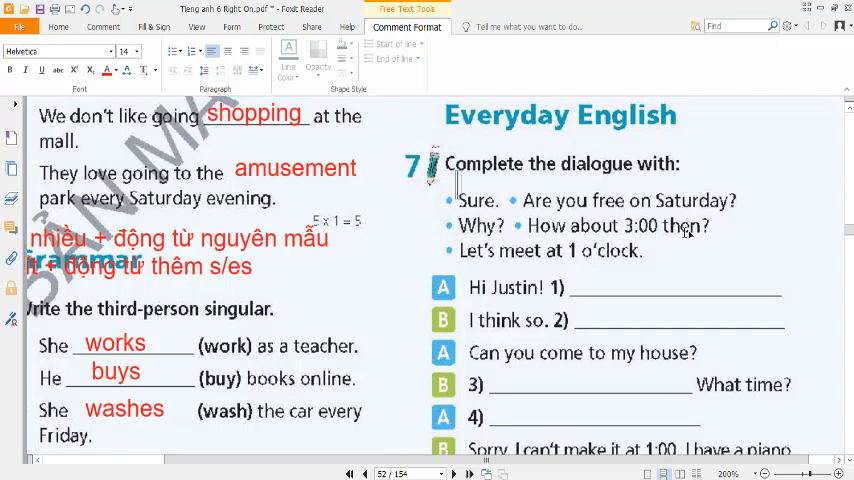 Tieng anh 6 Right On.pdf * - Foxit Reader
Free Text Tools
File
Home
Comment
Fill & Sign
View
Form
Protect
Share
Help
Comment Format
Tell me what you want to do...
Find
Helvetica
14
Start of line
End of line
Line Color
Opacity
Font
Paragraph
Shape Style
We don't like going shopping at the
mall.
They love going to the amusement
park every Saturday evening.
5 x 1 = 5
nhiều + động từ nguyên mẫu
ít + động từ thêm s/es
Grammar
Write the third-person singular.
She works (work) as a teacher.
He buys (buy) books online.
She washes (wash) the car every
Friday.
Everyday English
7 Complete the dialogue with:
• Sure. • Are you free on Saturday?
• Why? • How about 3:00 then?
• Let's meet at 1 o'clock.
A Hi Justin! 1)
B I think so. 2)
A Can you come to my house?
B 3) What time?
A 4)
B Sorry, I can't make it at 1:00. I have a piano
52 / 154
200%